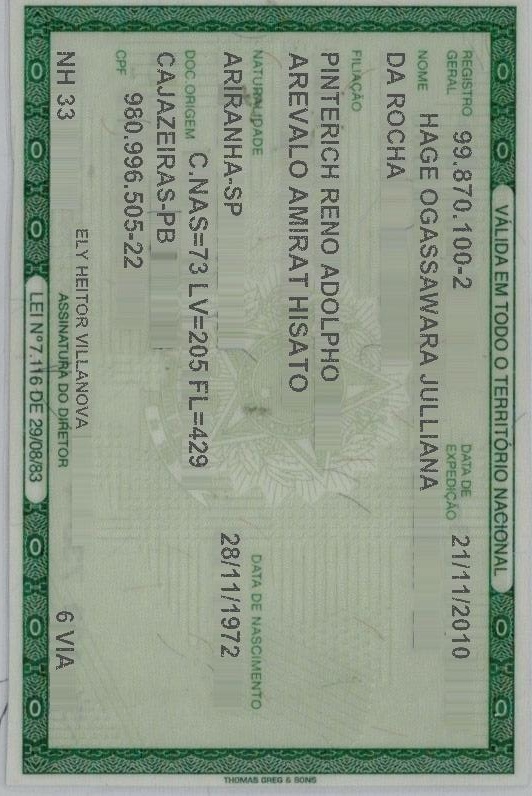 VÁLIDA EM TODO O TERRITÓRIO NACIONAL
REGISTRO GERAL 99.870.100-2 DATA DE EXPEDIÇÃO 21/11/2010
NOME HAGE OGASSAWARA JULLIANA
DA ROCHA
FILIAÇÃO
PINTERICH RENO ADOLPHO
AREVALO AMIRAT HISATO
NATURALIDADE DATA DE NASCIMENTO
ARIRANHA-SP 28/11/1972
DOC ORIGEM C.NAS=73 LV=205 FL=429
CAJAZEIRAS-PB
CPF 980.996.505-22
ELY HEITOR VILLANOVA
NH 33 ASSINATURA DO DIRETOR 6 VIA
LEI Nº 7.116 DE 29/08/83
THOMAS GREG & SONS